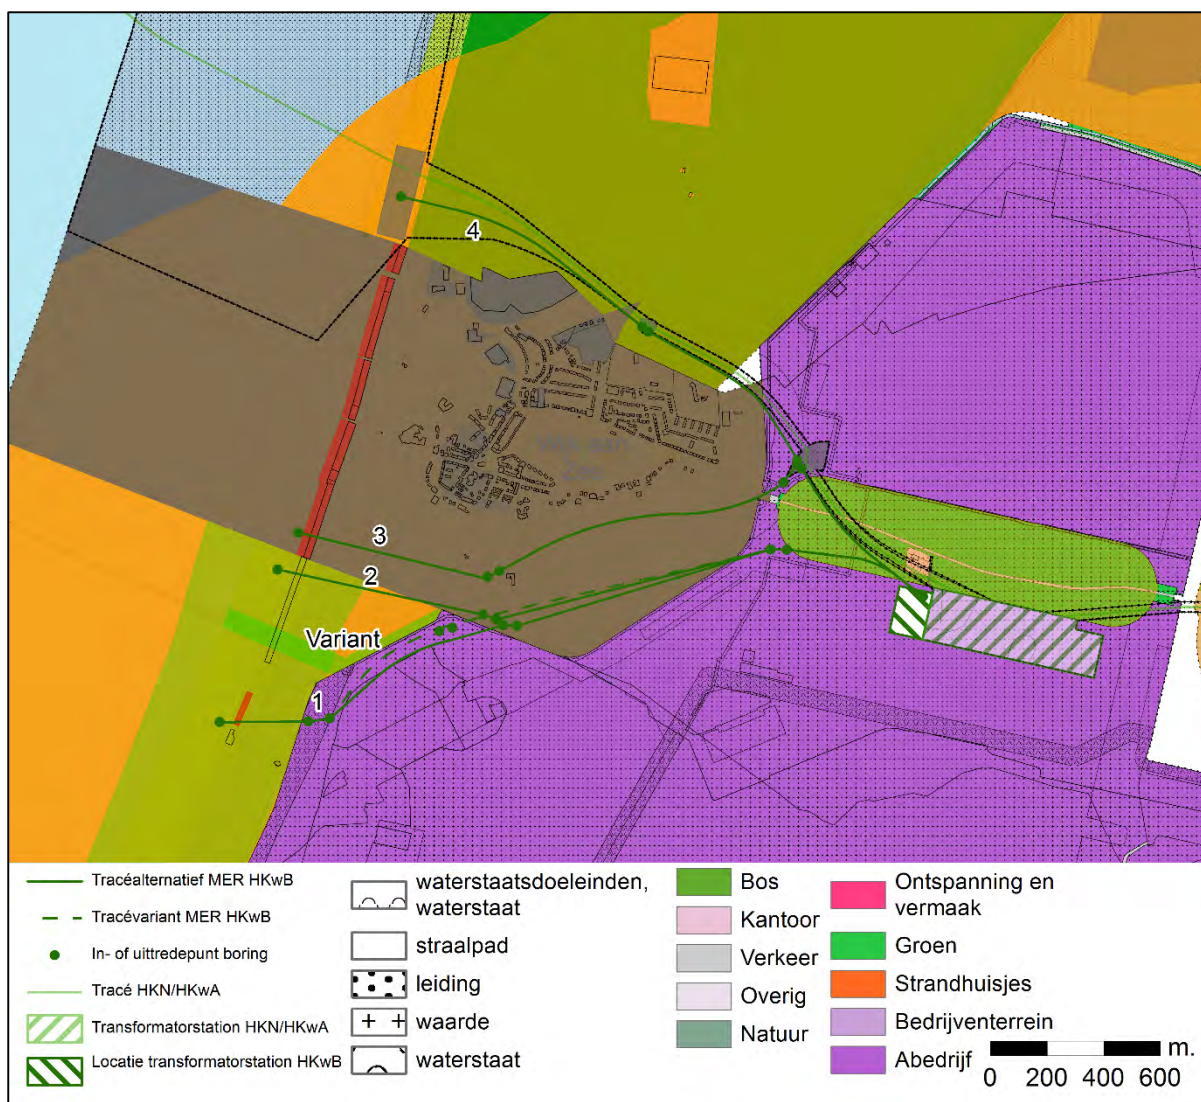 4
3
2
Variant
1
Tracéalternatief MER HKwB
Tracévariant MER HKwB
In- of uittredepunt boring
Tracé HKN/HKwA
Transformatorstation HKN/HKwA
Locatie transformatorstation HKwB
waterstaatsdoeleinden,
waterstaat
straalpad
leiding
waarde
waterstaat
Bos
Kantoor
Verkeer
Overig
Natuur
Ontspanning en
vermaak
Groen
Strandhuisjes
Bedrijventerrein
Abedrijf
m.
0 200 400 600